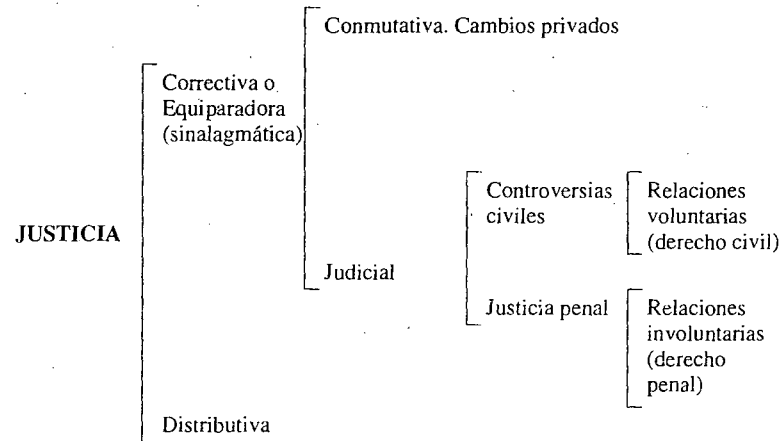 Conmutativa. Cambios privados
Correctiva o
Equiparadora
(sinalagmática)
JUSTICIA
Judicial
Controversias
civiles
Relaciones
voluntarias
(derecho civil)
Justicia penal
Relaciones
involuntarias
(derecho
penal)
Distributiva